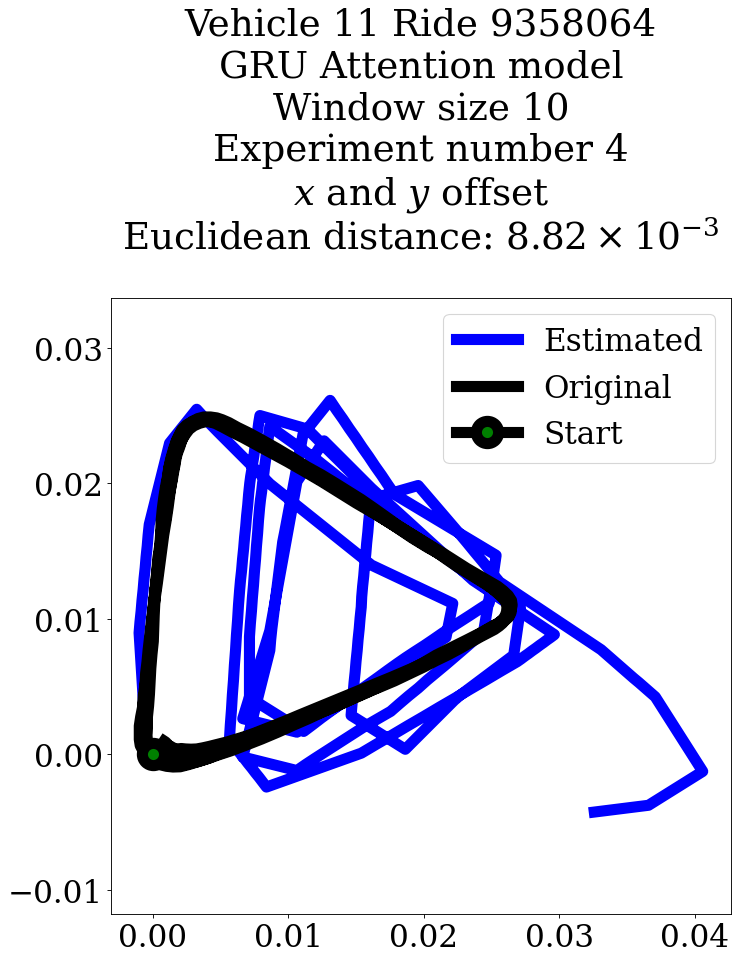 Vehicle 11 Ride 9358064
GRU Attention model
Window size 10
Experiment number 4
x and y offset
Euclidean distance: 8.82 × 10⁻³
Estimated
Original
Start
0.03
0.02
0.01
0.00
−0.01
0.00 0.01 0.02 0.03 0.04